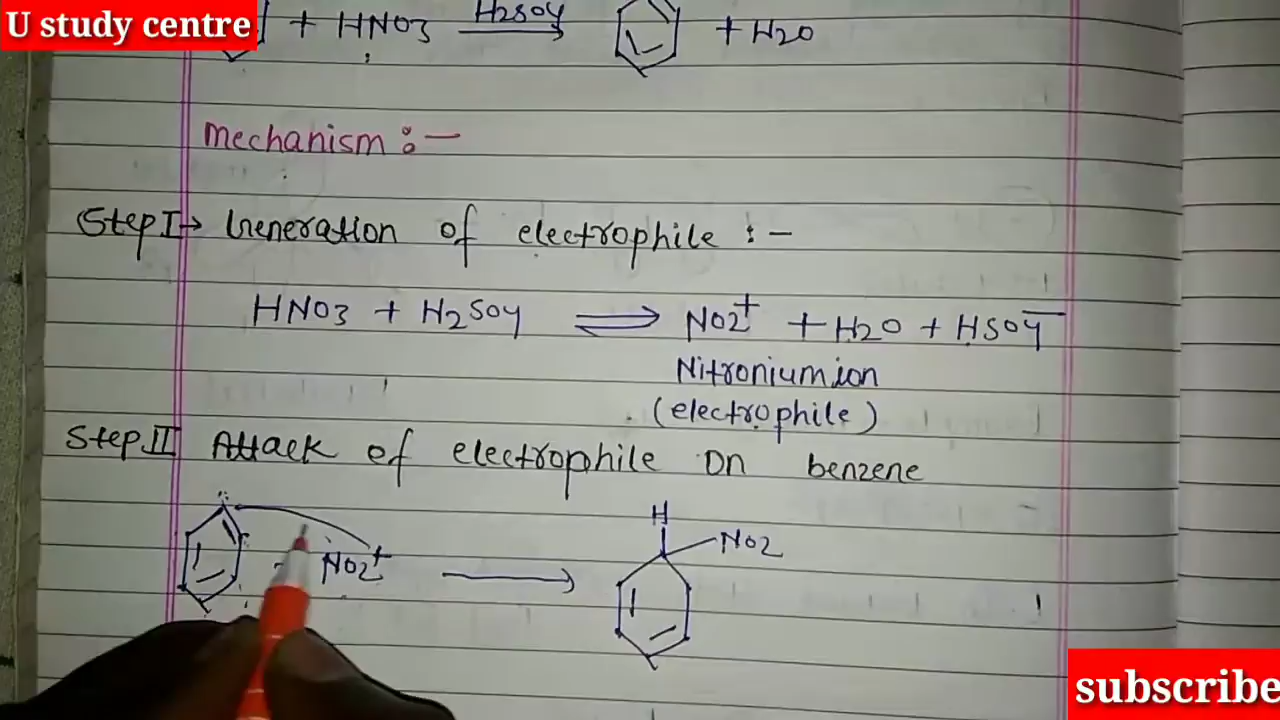 U study centre
+ HNO3 H2SO4 + H2O
Mechanism :-
Step I → Generation of electrophile :-
HNO3 + H2SO4 ⇌ NO2+ + H2O + HSO4-
Nitronium ion
(electrophile)
Step II Attack of electrophile on benzene
H
NO2+ → NO2
subscribe